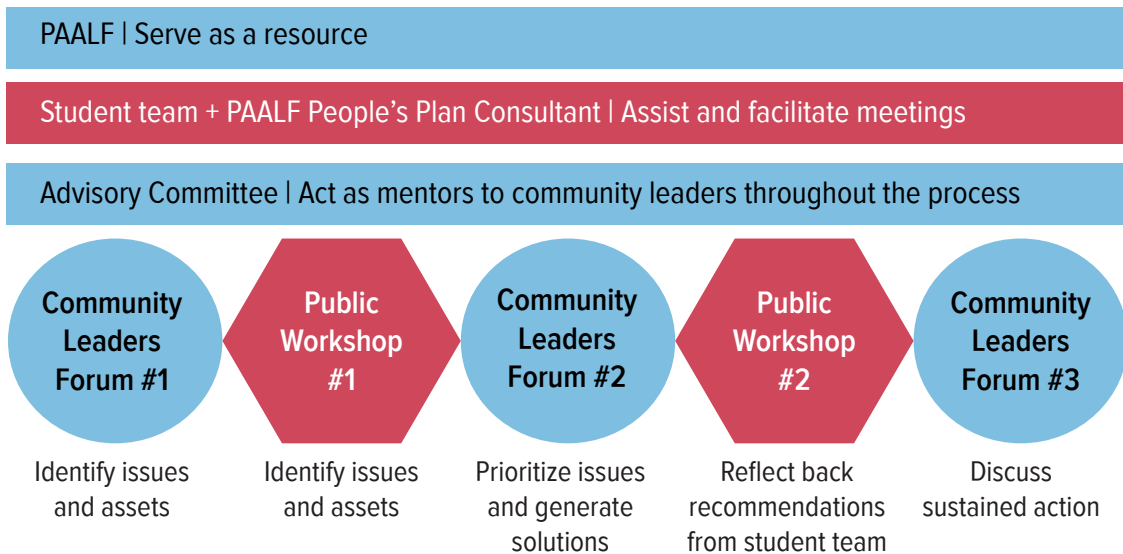 PAALF | Serve as a resource
Student team + PAALF People’s Plan Consultant | Assist and facilitate meetings
Advisory Committee | Act as mentors to community leaders throughout the process
Community
Leaders
Forum #1
Public
Workshop
#1
Community
Leaders
Forum #2
Public
Workshop
#2
Community
Leaders
Forum #3
Identify issues
and assets
Identify issues
and assets
Prioritize issues
and generate
solutions
Reflect back
recommendations
from student team
Discuss
sustained action